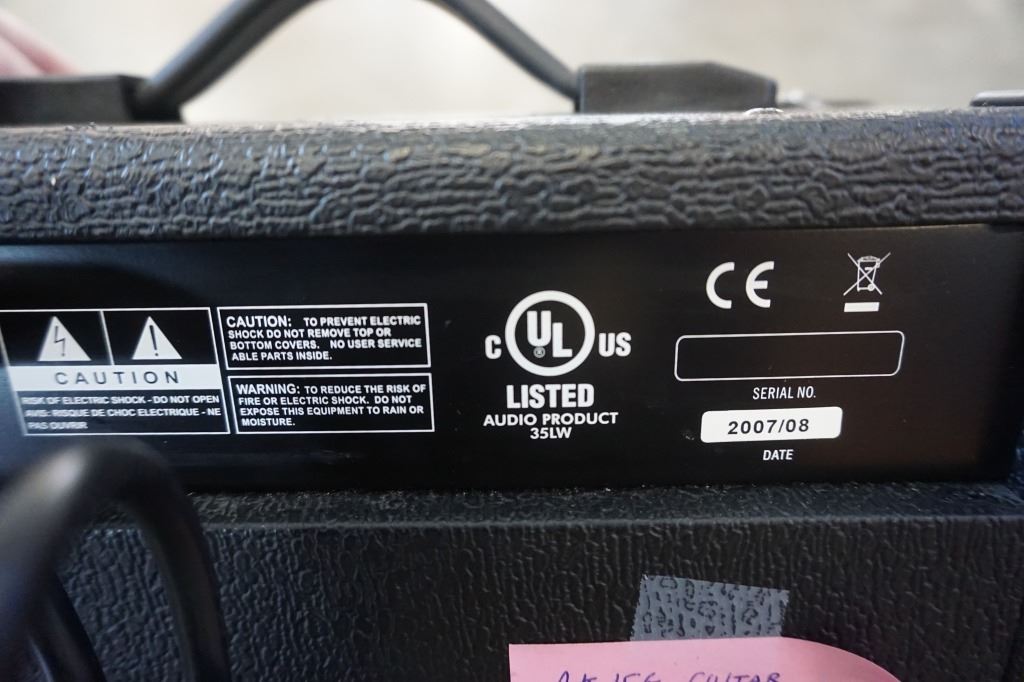 CAUTION
RISK OF ELECTRIC SHOCK - DO NOT OPEN
AVIS: RISQUE DE CHOC ELECTRIQUE - NE
PAS OUVRIR
CAUTION: TO PREVENT ELECTRIC
SHOCK DO NOT REMOVE TOP OR
BOTTOM COVERS. NO USER SERVICE
ABLE PARTS INSIDE.
WARNING: TO REDUCE THE RISK OF
FIRE OR ELECTRIC SHOCK. DO NOT
EXPOSE THIS EQUIPMENT TO RAIN OR
MOISTURE.
C UL ® US
LISTED
AUDIO PRODUCT
35LW
CE
SERIAL NO.
2007/08
DATE
GUITAR